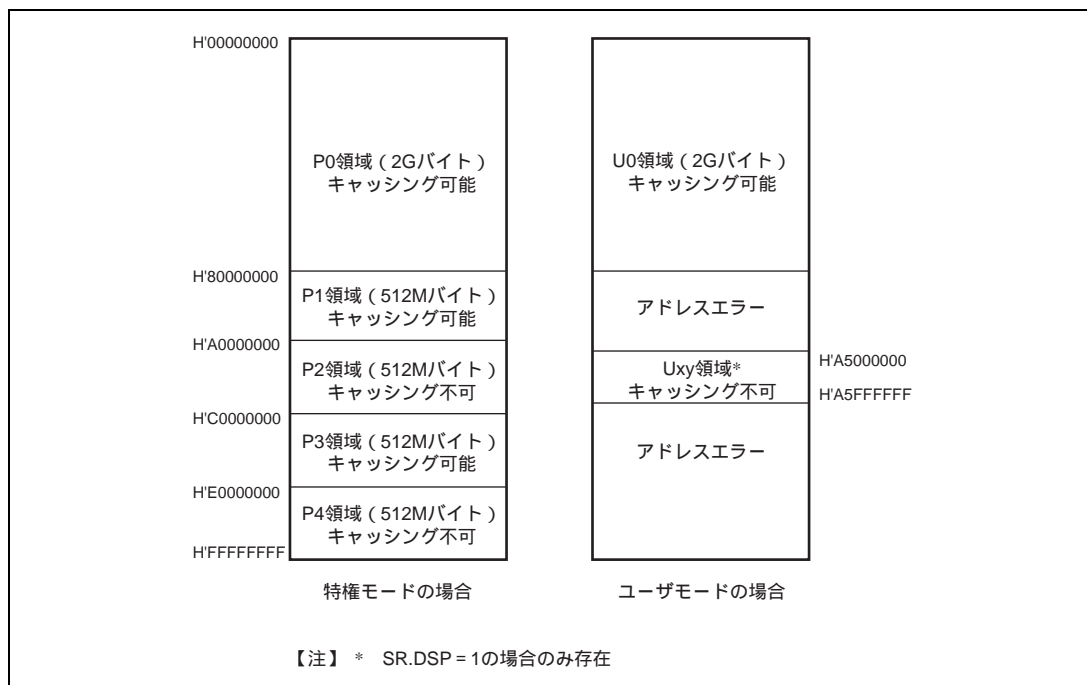 H'00000000
P0領域（2Gバイト）
キャッシング可能
H'80000000
P1領域（512Mバイト）
キャッシング可能
H'A0000000
P2領域（512Mバイト）
キャッシング不可
H'C0000000
P3領域（512Mバイト）
キャッシング可能
H'E0000000
P4領域（512Mバイト）
キャッシング不可
H'FFFFFFFF
特権モードの場合
U0領域（2Gバイト）
キャッシング可能
アドレスエラー
Uxy領域*
キャッシング不可
H'A5000000
H'A5FFFFFF
アドレスエラー
ユーザモードの場合
【注】 * SR.DSP = 1の場合のみ存在